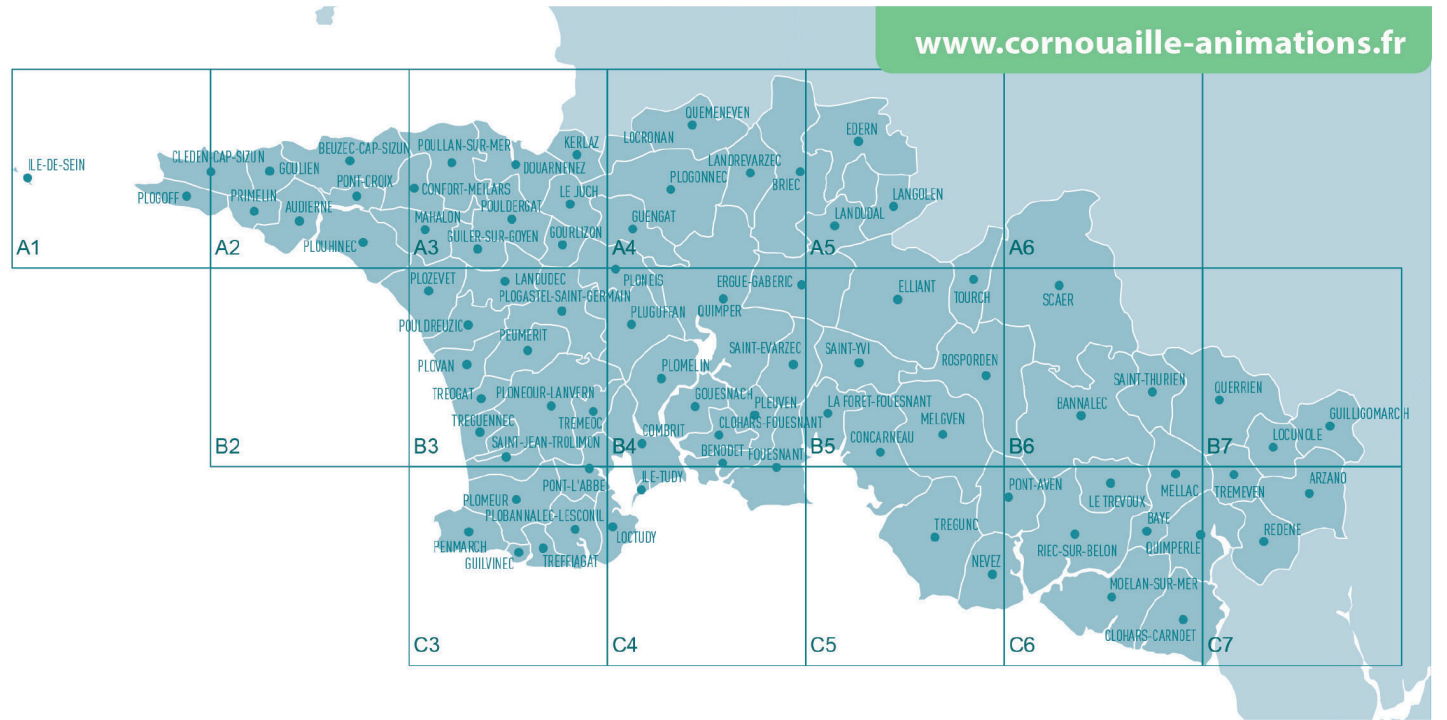 www.cornouaille-animations.fr
QUEMENEVEN
EDERN
LOCRONAN
KERLAZ
BEUZEC-CAP-SIZUN
POULLAN-SUR-MER
CLEDEN-CAP-SIZUN
ILE-DE-SEIN
GOULIEN
DOUARNENEZ
LANDREVARZEC
PLOGONNEC
BRIEC
PONT-CROIX
CONFORT-MEILARS
LE JUCH
PLOGOFF
PRIMELIN
AUDIERNE
POULDERGAT
LANGOLEN
LANDUDAL
MAHALON
GUENGAT
GUILER-SUR-GOYEN
GOURLIZON
PLOUHINEC
A1
A2
A3
A4
A5
A6
PLOZEVET
LANDUDEC
PLONEIS
ERGUE-GABERIC
ELLIANT
TOURCH
SCAER
PLOGASTEL-SAINT-GERMAIN
PLUGUFFAN
QUIMPER
POULDREUZIC
PEUMERIT
SAINT-EVARZEC
SAINT-YVI
ROSPORDEN
PLOVAN
PLOMELIN
SAINT-THURIEN
QUERRIEN
TREOGAT
PLONEOUR-LANVERN
GOUESNACH
PLEUVEN
LA FORET-FOUESNANT
MELGVEN
BANNALEC
GUILLIGOMARCH
TREGUENNEC
TREMEOC
COMBRIT
CLOHARS-FOUESNANT
CONCARNEAU
LOCUNOLE
SAINT-JEAN-TROLIMON
BENODET
FOUESNANT
B2
B3
B4
B5
B6
B7
PONT-L'ABBE
ILE-TUDY
PONT-AVEN
MELLAC
TREMEVEN
ARZANO
PLOMEUR
LE TREVOUX
PLOBANNALEC-LESCONIL
BAYE
TREGUNC
LOCTUDY
REDENE
PENMARCH
QUIMPERLE
RIEC-SUR-BELON
GUILVINEC
TREFFIAGAT
NEVEZ
MOELAN-SUR-MER
CLOHARS-CARNOET
C3
C4
C5
C6
C7